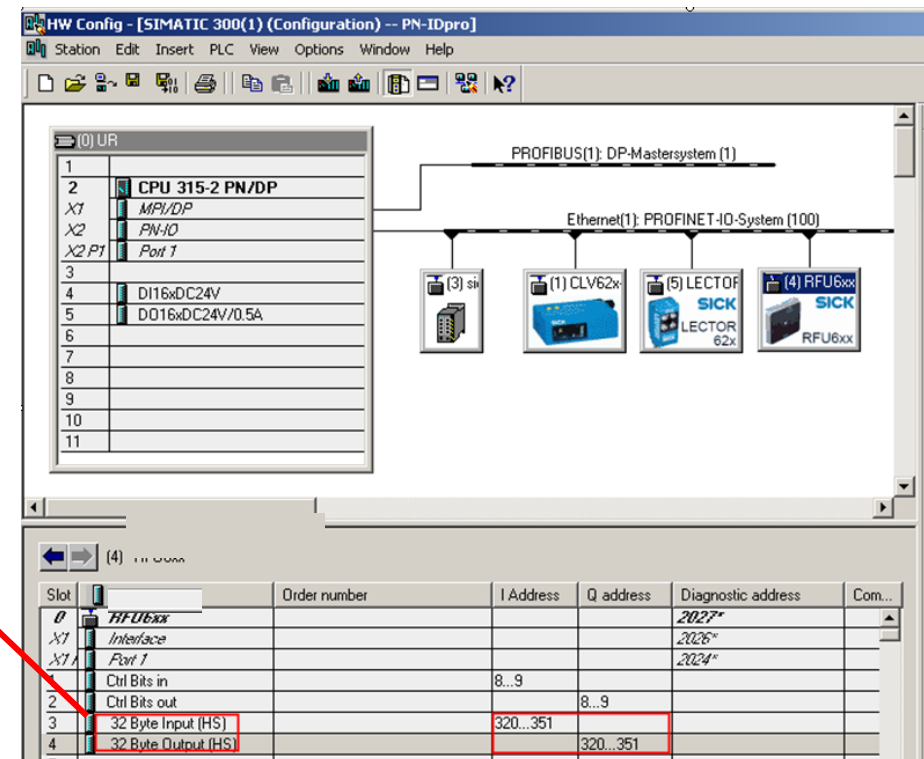 HW Config - [SIMATIC 300(1) (Configuration) -- PN-IDpro]
Station Edit Insert PLC View Options Window Help
(0) UR
1
2 CPU 315-2 PN/DP
X1 MPI/DP
X2 PN-IO
X2 P1 Port 1
3
4 DI16xDC24V
5 DO16xDC24V/0.5A
6
7
8
9
10
11
PROFIBUS(1): DP-Mastersystem (1)
Ethernet(1): PROFINET-IO-System (100)
(3) si
(1) CLV62x
(5) LECTOR
SICK
LECTOR
62x
(4) RFU6xx
SICK
RFU6xx
(4)
Slot Order number I Address Q address Diagnostic address Com...
0 RFU6xx 2027*
X1 Interface 2026*
X1 Port 1 2024*
Ctrl Bits in 8...9
2 Ctrl Bits out 8...9
3 32 Byte Input (HS) 320...351
4 32 Byte Output (HS) 320...351